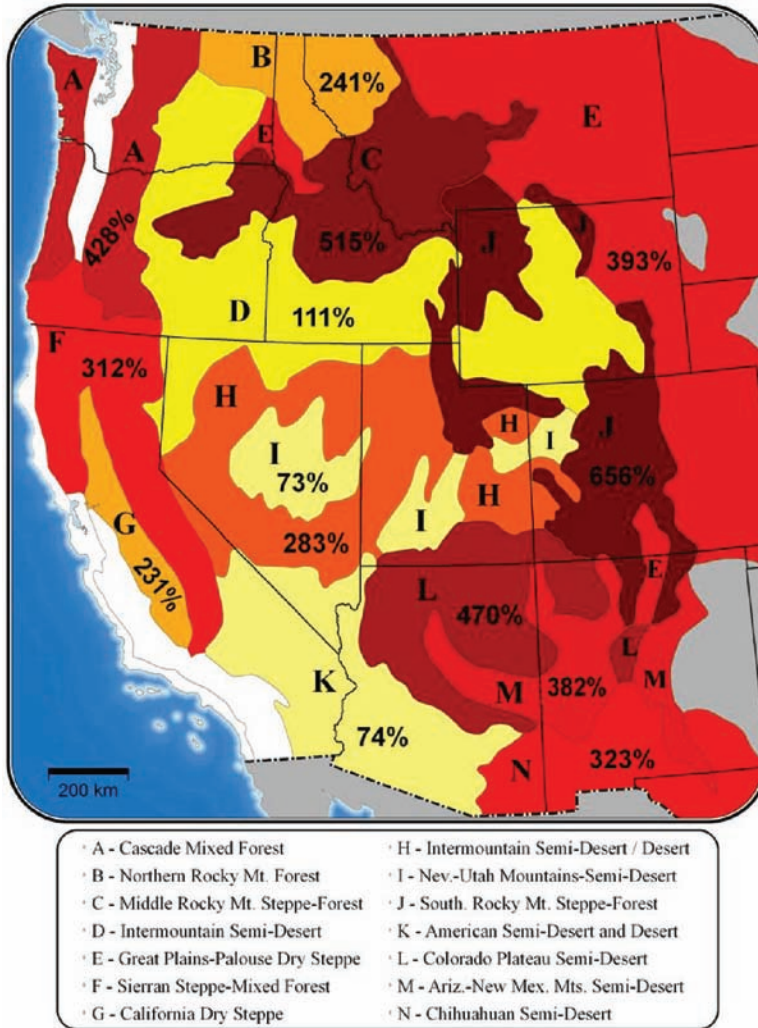 A
B
241%
E
E
A
C
428%
515%
J
J
393%
D
111%
F
312%
H
H
I
J
I
73%
656%
G
I
H
283%
231%
L
E
470%
L
K
M
382%
M
74%
N
323%
200 km
A - Cascade Mixed Forest
B - Northern Rocky Mt. Forest
C - Middle Rocky Mt. Steppe-Forest
D - Intermountain Semi-Desert
E - Great Plains-Palouse Dry Steppe
F - Sierran Steppe-Mixed Forest
G - California Dry Steppe
H - Intermountain Semi-Desert / Desert
I - Nev.-Utah Mountains-Semi-Desert
J - South. Rocky Mt. Steppe-Forest
K - American Semi-Desert and Desert
L - Colorado Plateau Semi-Desert
M - Ariz.-New Mex. Mts. Semi-Desert
N - Chihuahuan Semi-Desert